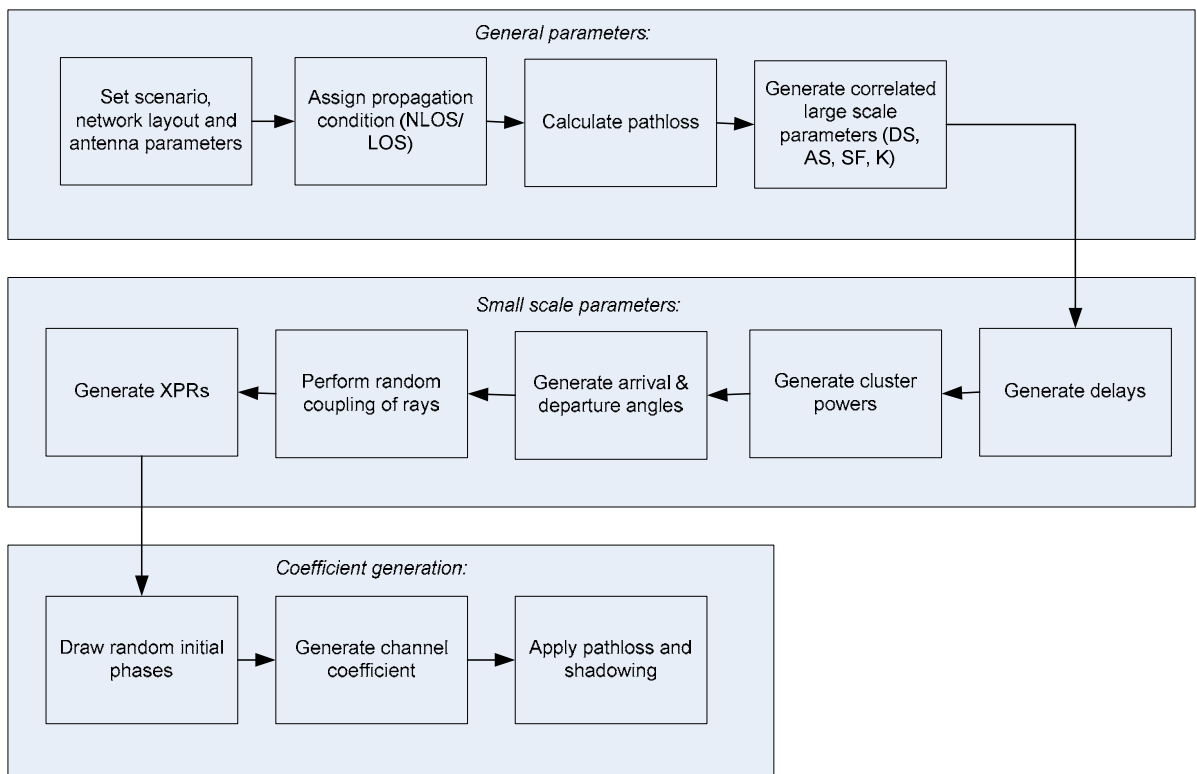 General parameters:
Set scenario,
network layout and
antenna parameters
Assign propagation
condition (NLOS/
LOS)
Calculate pathloss
Generate correlated
large scale
parameters (DS,
AS, SF, K)
Small scale parameters:
Generate XPRs
Perform random
coupling of rays
Generate arrival &
departure angles
Generate cluster
powers
Generate delays
Coefficient generation:
Draw random initial
phases
Generate channel
coefficient
Apply pathloss and
shadowing